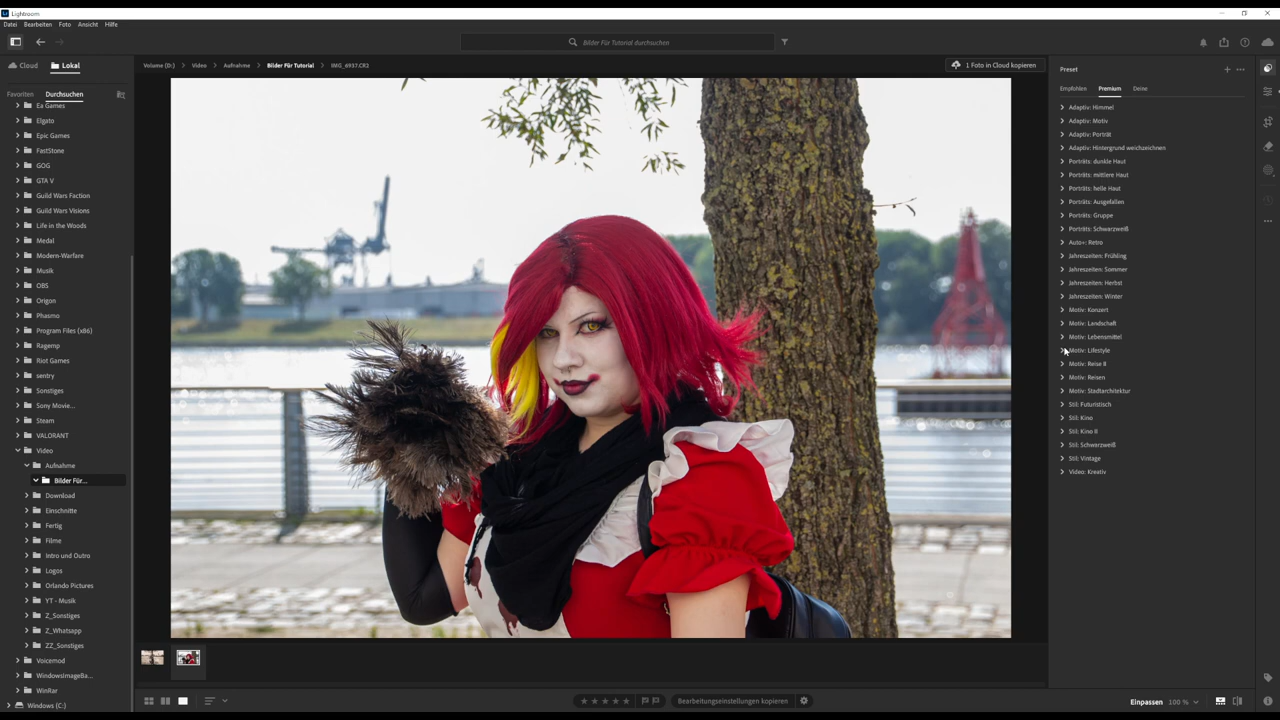 Lightroom
Datei Bearbeiten Foto Ansicht Hilfe
Bilder Für Tutorial durchsuchen
Cloud Lokal
Favoriten Durchsuchen
Ea Games
Elgato
Epic Games
FastStone
GOG
GTA V
Guild Wars Faction
Guild Wars Visions
Life in the Woods
Medal
Modern-Warfare
Musik
OBS
Origon
Phasmo
Program Files (x86)
Ragemp
Riot Games
sentry
Sonstiges
Sony Movie...
Steam
VALORANT
Video
Aufnahme
Bilder Für...
Download
Einschnitte
Fertig
Filme
Intro und Outro
Logos
Orlando Pictures
YT - Musik
Z_Sonstiges
Z_Whatsapp
ZZ_Sonstiges
Voicemod
WindowsImageBa...
WinRar
Windows (C:)
Volume (D:) Video Aufnahme Bilder Für Tutorial IMG_6937.CR2
1 Foto in Cloud kopieren
Bearbeitungseinstellungen kopieren
Preset
Empfohlen Premium Deine
Adaptiv: Himmel
Adaptiv: Motiv
Adaptiv: Porträt
Adaptiv: Hintergrund weichzeichnen
Porträts: dunkle Haut
Porträts: mittlere Haut
Porträts: helle Haut
Porträts: Ausgefallen
Porträts: Gruppe
Porträts: Schwarzweiß
Auto+: Retro
Jahreszeiten: Frühling
Jahreszeiten: Sommer
Jahreszeiten: Herbst
Jahreszeiten: Winter
Motiv: Konzert
Motiv: Landschaft
Motiv: Lebensmittel
Motiv: Lifestyle
Motiv: Reise II
Motiv: Reisen
Motiv: Stadtarchitektur
Stil: Futuristisch
Stil: Kino
Stil: Kino II
Stil: Schwarzweiß
Stil: Vintage
Video: Kreativ
Einpassen 100 %